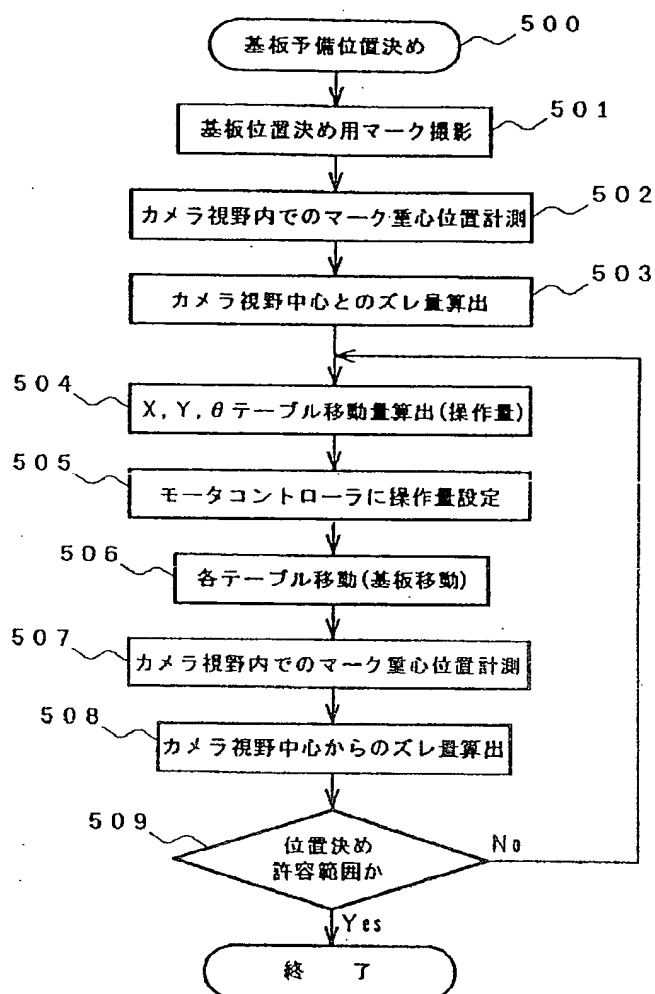 500
基板予備位置決め
501
基板位置決め用マーク撮影
502
カメラ視野内でのマーク重心位置計測
503
カメラ視野中心とのズレ量算出
504
X, Y, θテーブル移動量算出(操作量)
505
モータコントローラに操作量設定
506
各テーブル移動(基板移動)
507
カメラ視野内でのマーク重心位置計測
508
カメラ視野中心からのズレ量算出
509
位置決め
許容範囲か
No
Yes
終 了